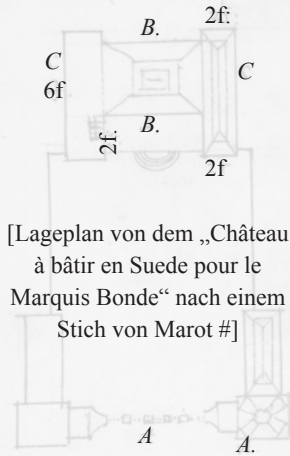 2f:
B.
C
C
6f
B.
2f.
2f
[Lageplan von dem „Château
à bâtir en Suede pour le
Marquis Bonde“ nach einem
Stich von Marot #]
A
A.